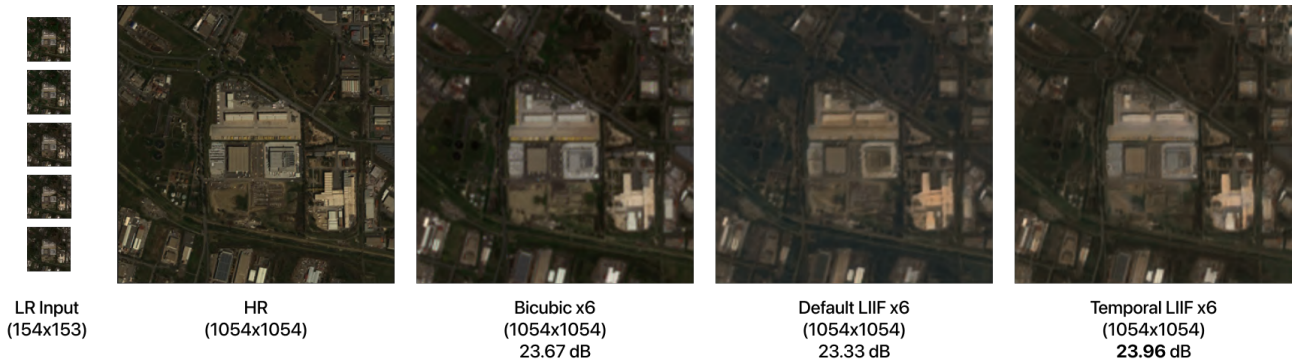 LR Input
(154x153)
HR
(1054x1054)
Bicubic x6
(1054x1054)
23.67 dB
Default LIIF x6
(1054x1054)
23.33 dB
Temporal LIIF x6
(1054x1054)
23.96 dB